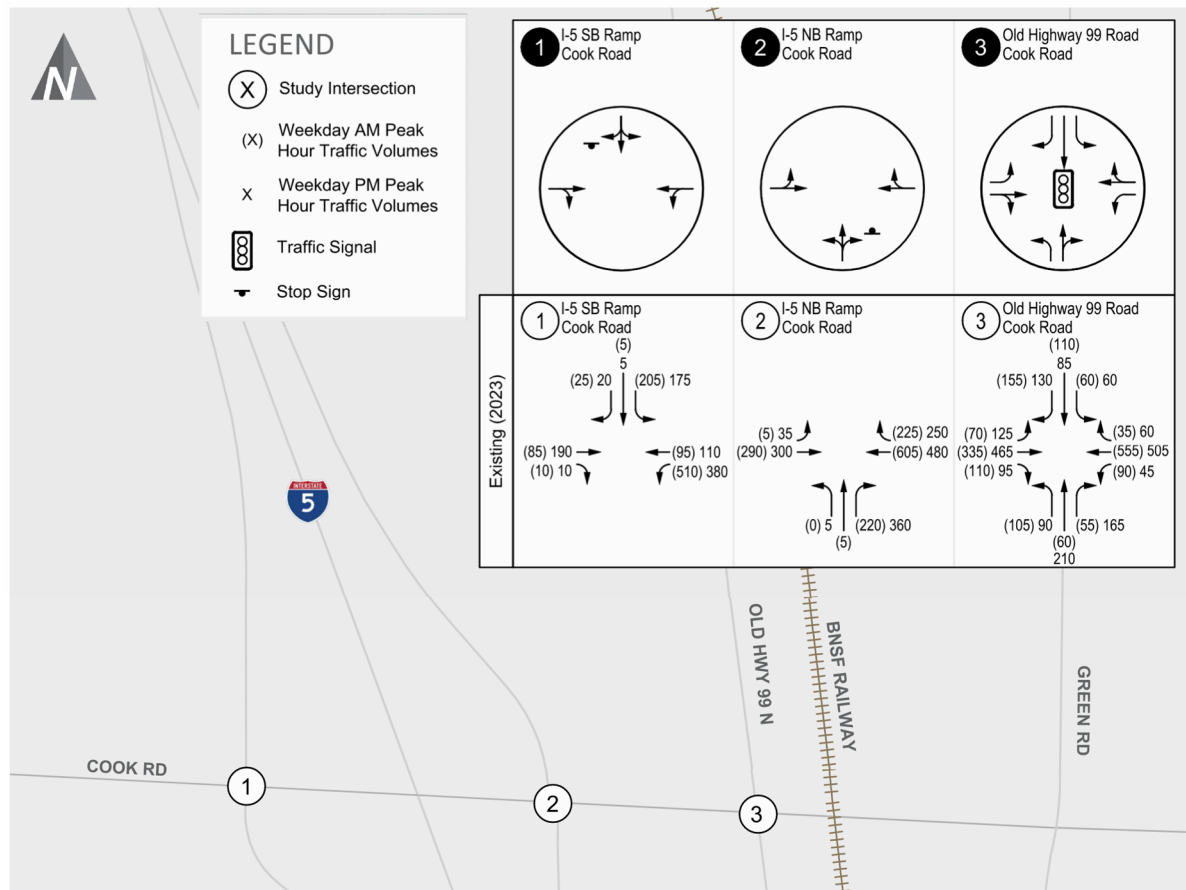 N
LEGEND
X Study Intersection
(X) Weekday AM Peak
Hour Traffic Volumes
X Weekday PM Peak
Hour Traffic Volumes
Traffic Signal
Stop Sign
1 I-5 SB Ramp
Cook Road
2 I-5 NB Ramp
Cook Road
3 Old Highway 99 Road
Cook Road
Existing (2023)
1 I-5 SB Ramp
Cook Road
(5)
5
(25) 20 (205) 175
(85) 190 (95) 110
(10) 10 (510) 380
2 I-5 NB Ramp
Cook Road
(5) 35 (225) 250
(290) 300 (605) 480
(0) 5 (220) 360
(5)
3 Old Highway 99 Road
Cook Road
(110)
85
(155) 130 (60) 60
(70) 125 (35) 60
(335) 465 (555) 505
(110) 95 (90) 45
(105) 90 (55) 165
(60)
210
INTERSTATE
5
OLD HWY 99 N
BNSF RAILWAY
GREEN RD
COOK RD
1
2
3